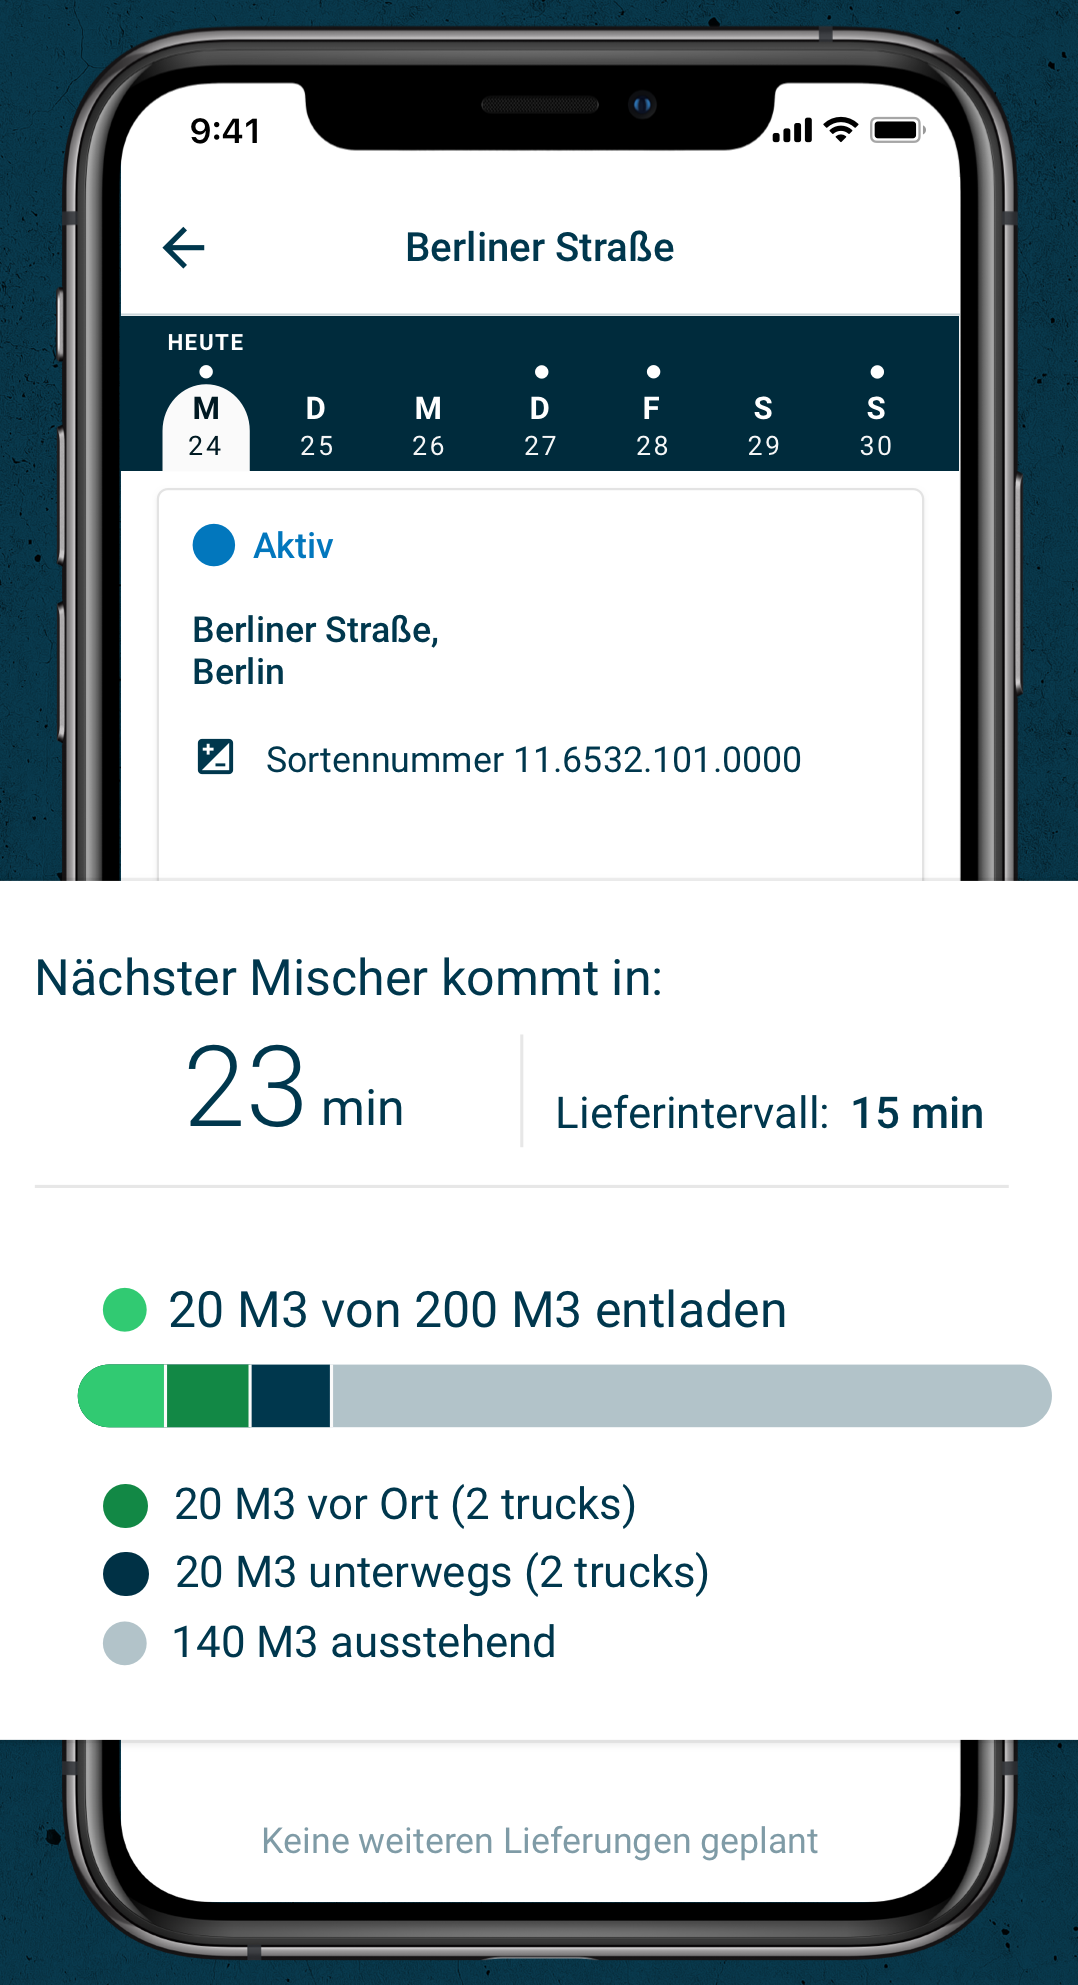 9:41
Berliner Straße
HEUTE
M D M D F S S
24 25 26 27 28 29 30
Aktiv
Berliner Straße,
Berlin
Sortennummer 11.6532.101.0000
Nächster Mischer kommt in:
23 min
Lieferintervall: 15 min
20 M3 von 200 M3 entladen
20 M3 vor Ort (2 trucks)
20 M3 unterwegs (2 trucks)
140 M3 ausstehend
Keine weiteren Lieferungen geplant